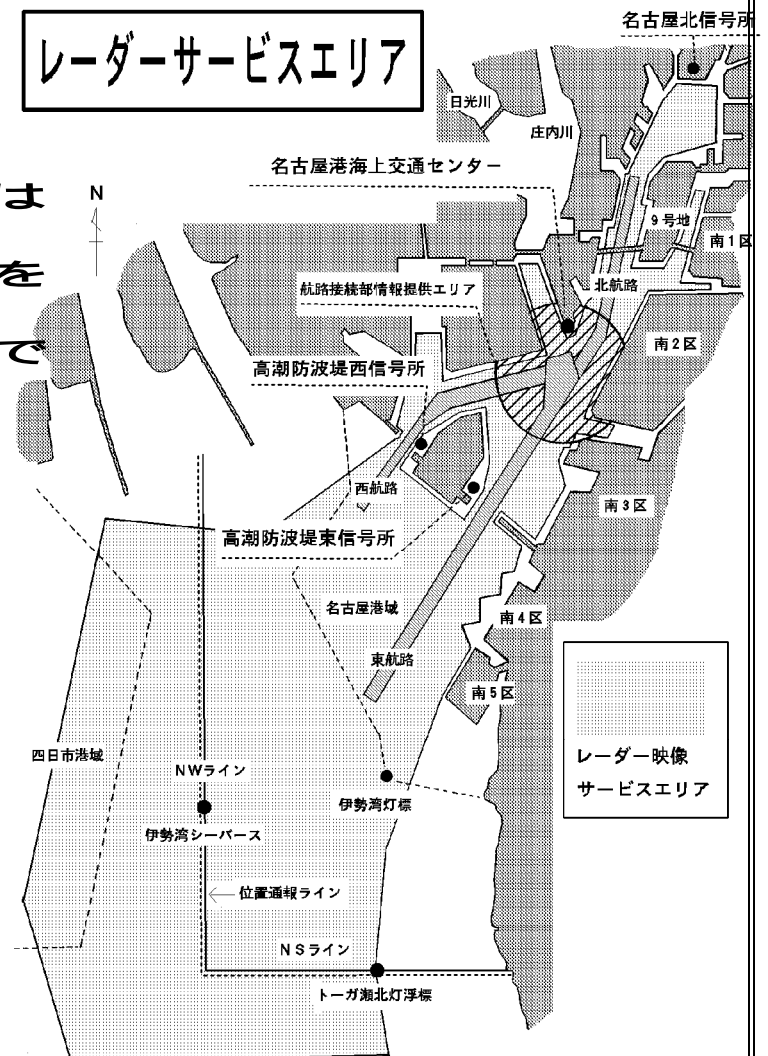 名古屋北信号所
レーダーサービスエリア
日光川
庄内川
名古屋港海上交通センター
は
N
9号地
を
南1区
航路接続部情報提供エリア
北航路
で
南2区
高潮防波堤西信号所
西航路
南3区
高潮防波堤東信号所
名古屋港域
南4区
東航路
南5区
四日市港域
レーダー映像
サービスエリア
NWライン
伊勢湾灯標
伊勢湾シーバース
位置通報ライン
NSライン
トーガ瀬北灯浮標